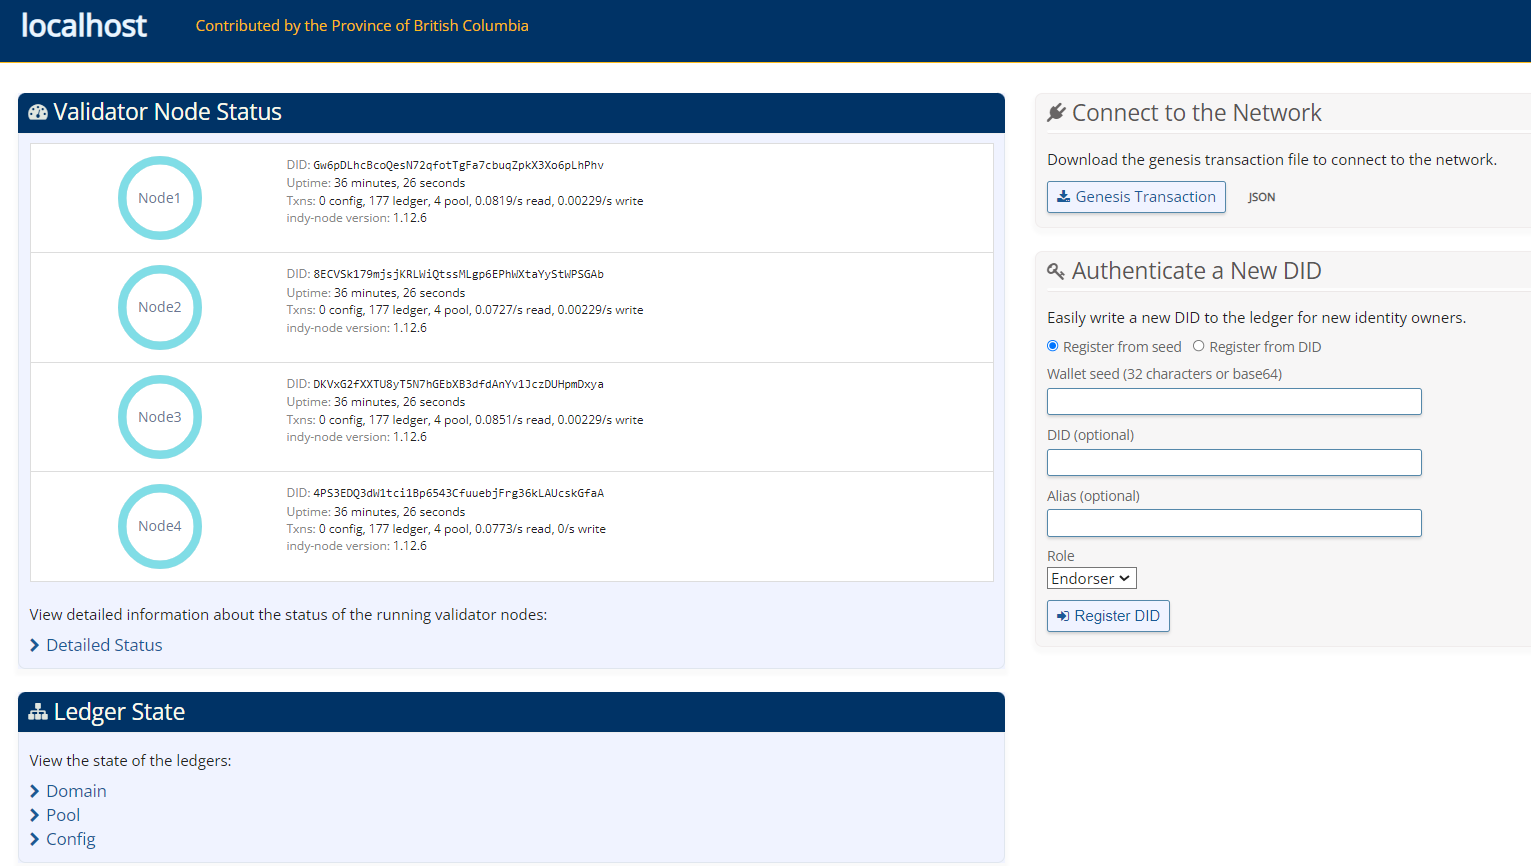 localhost
Contributed by the Province of British Columbia
Validator Node Status
Node1
DID: Gw6pDLhcBcoQesN72qfotTgFa7cbuqZpkX3Xo6pLhPhv
Uptime: 36 minutes, 26 seconds
Txns: 0 config, 177 ledger, 4 pool, 0.0819/s read, 0.00229/s write
indy-node version: 1.12.6
Node2
DID: 8ECVSk179mjsjKRLWiQtssMLgp6EPhWXtaYyStWPSGAb
Uptime: 36 minutes, 26 seconds
Txns: 0 config, 177 ledger, 4 pool, 0.0727/s read, 0.00229/s write
indy-node version: 1.12.6
Node3
DID: DKVxG2fXXTU8yT5N7hGEbXB3dfdAnYv1JczDUHpmDxya
Uptime: 36 minutes, 26 seconds
Txns: 0 config, 177 ledger, 4 pool, 0.0851/s read, 0.00229/s write
indy-node version: 1.12.6
Node4
DID: 4PS3EDQ3dW1tci1Bp6543CfuuebjFrg36kLAUcskGfaA
Uptime: 36 minutes, 26 seconds
Txns: 0 config, 177 ledger, 4 pool, 0.0773/s read, 0/s write
indy-node version: 1.12.6
View detailed information about the status of the running validator nodes:
Detailed Status
Ledger State
View the state of the ledgers:
Domain
Pool
Config
Connect to the Network
Download the genesis transaction file to connect to the network.
Genesis Transaction JSON
Authenticate a New DID
Easily write a new DID to the ledger for new identity owners.
Register from seed Register from DID
Wallet seed (32 characters or base64)
DID (optional)
Alias (optional)
Role
Endorser
Register DID